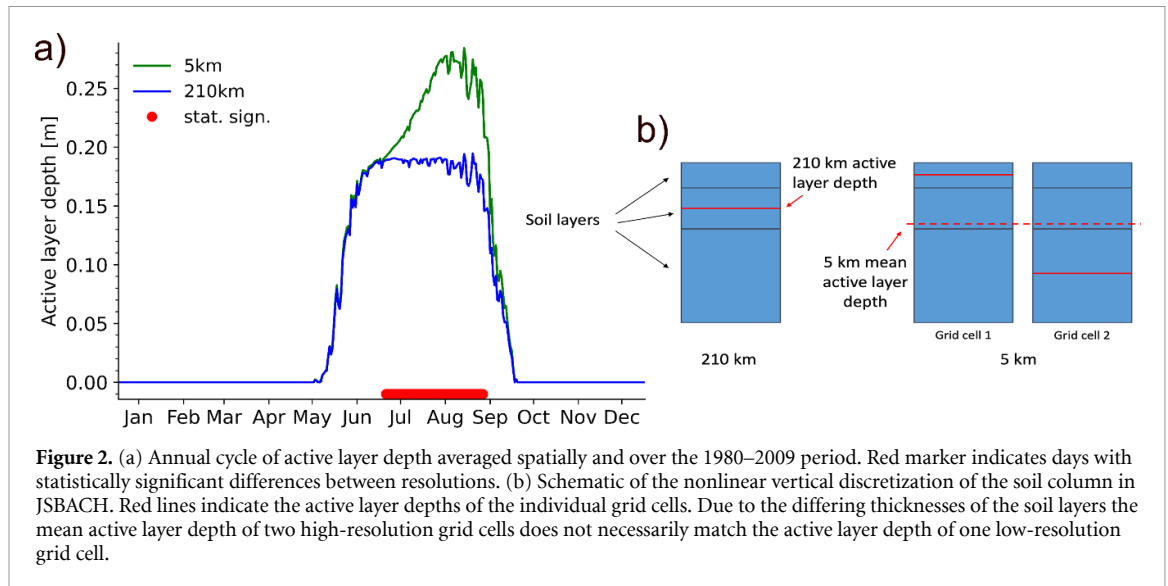 a)
5km
210km
stat. sign.
Active layer depth [m]
0.25
0.20
0.15
0.10
0.05
0.00
Jan Feb Mar Apr May Jun Jul Aug Sep Oct Nov Dec
b)
Soil layers
210 km active
layer depth
5 km mean
active layer
depth
Grid cell 1
Grid cell 2
210 km
5 km
Figure 2. (a) Annual cycle of active layer depth averaged spatially and over the 1980–2009 period. Red marker indicates days with
statistically significant differences between resolutions. (b) Schematic of the nonlinear vertical discretization of the soil column in
JSBACH. Red lines indicate the active layer depths of the individual grid cells. Due to the differing thicknesses of the soil layers the
mean active layer depth of two high-resolution grid cells does not necessarily match the active layer depth of one low-resolution
grid cell.